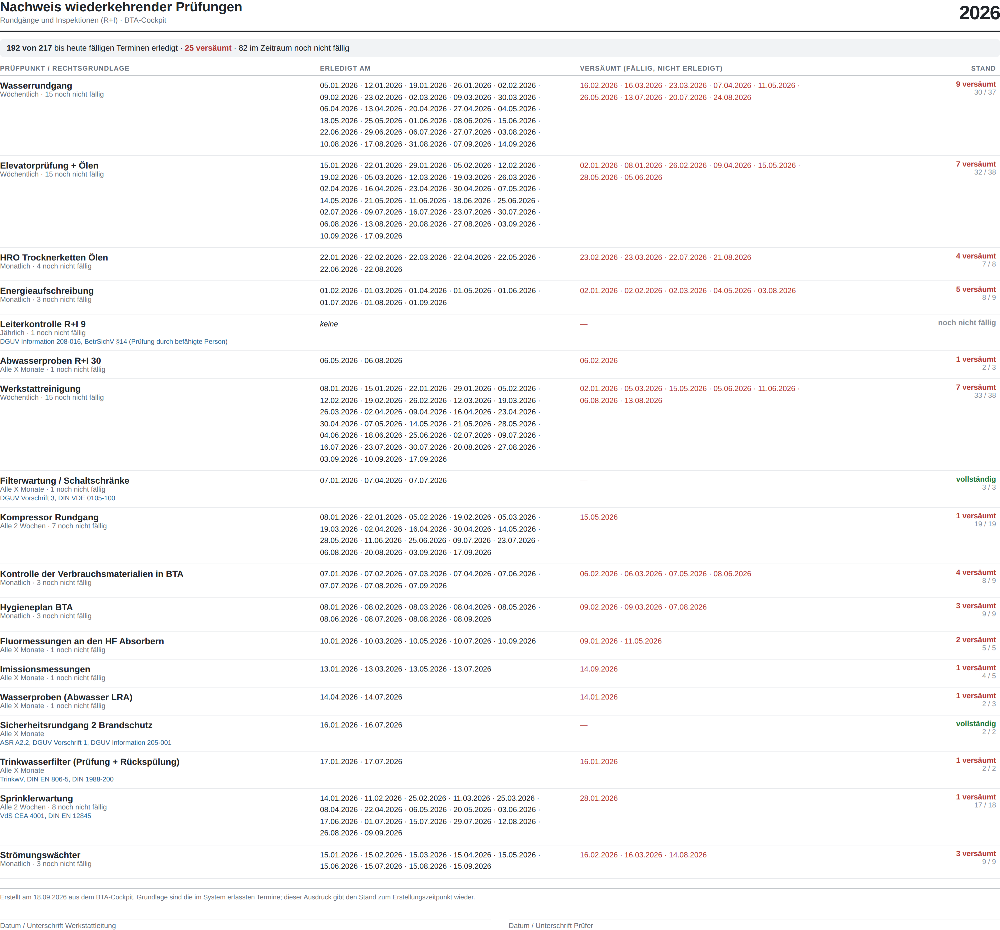 Nachweis wiederkehrender Prüfungen
Rundgänge und Inspektionen (R+I) · BTA-Cockpit
2026
192 von 217 bis heute fälligen Terminen erledigt · 25 versäumt · 82 im Zeitraum noch nicht fällig
PRÜFPUNKT / RECHTSGRUNDLAGE ERLEDIGT AM VERSÄUMT (FÄLLIG, NICHT ERLEDIGT) STAND
Wasserrundgang
Wöchentlich · 15 noch nicht fällig
05.01.2026 · 12.01.2026 · 19.01.2026 · 26.01.2026 · 02.02.2026 ·
09.02.2026 · 23.02.2026 · 02.03.2026 · 09.03.2026 · 30.03.2026 ·
06.04.2026 · 13.04.2026 · 20.04.2026 · 27.04.2026 · 04.05.2026 ·
18.05.2026 · 25.05.2026 · 01.06.2026 · 08.06.2026 · 15.06.2026 ·
22.06.2026 · 29.06.2026 · 06.07.2026 · 27.07.2026 · 03.08.2026 ·
10.08.2026 · 17.08.2026 · 31.08.2026 · 07.09.2026 · 14.09.2026
16.02.2026 · 16.03.2026 · 23.03.2026 · 07.04.2026 · 11.05.2026 ·
26.05.2026 · 13.07.2026 · 20.07.2026 · 24.08.2026
9 versäumt
30 / 37
Elevatorprüfung + Ölen
Wöchentlich · 15 noch nicht fällig
15.01.2026 · 22.01.2026 · 29.01.2026 · 05.02.2026 · 12.02.2026 ·
19.02.2026 · 05.03.2026 · 12.03.2026 · 19.03.2026 · 26.03.2026 ·
02.04.2026 · 16.04.2026 · 23.04.2026 · 30.04.2026 · 07.05.2026 ·
14.05.2026 · 21.05.2026 · 11.06.2026 · 18.06.2026 · 25.06.2026 ·
02.07.2026 · 09.07.2026 · 16.07.2026 · 23.07.2026 · 30.07.2026 ·
06.08.2026 · 13.08.2026 · 20.08.2026 · 27.08.2026 · 03.09.2026 ·
10.09.2026 · 17.09.2026
02.01.2026 · 08.01.2026 · 26.02.2026 · 09.04.2026 · 15.05.2026 ·
28.05.2026 · 05.06.2026
7 versäumt
32 / 38
HRO Trocknerketten Ölen
Monatlich · 4 noch nicht fällig
22.01.2026 · 22.02.2026 · 22.03.2026 · 22.04.2026 · 22.05.2026 ·
22.06.2026 · 22.08.2026
23.02.2026 · 23.03.2026 · 22.07.2026 · 21.08.2026
4 versäumt
7 / 8
Energieaufschreibung
Monatlich · 3 noch nicht fällig
01.02.2026 · 01.03.2026 · 01.04.2026 · 01.05.2026 · 01.06.2026 ·
01.07.2026 · 01.08.2026 · 01.09.2026
02.01.2026 · 02.02.2026 · 02.03.2026 · 04.05.2026 · 03.08.2026
5 versäumt
8 / 9
Leiterkontrolle R+I 9
Jährlich · 1 noch nicht fällig
DGUV Information 208-016, BetrSichV §14 (Prüfung durch befähigte Person)
keine
—
noch nicht fällig
Abwasserproben R+I 30
Alle X Monate · 1 noch nicht fällig
06.05.2026 · 06.08.2026
06.02.2026
1 versäumt
2 / 3
Werkstattreinigung
Wöchentlich · 15 noch nicht fällig
08.01.2026 · 15.01.2026 · 22.01.2026 · 29.01.2026 · 05.02.2026 ·
12.02.2026 · 19.02.2026 · 26.02.2026 · 12.03.2026 · 19.03.2026 ·
26.03.2026 · 02.04.2026 · 09.04.2026 · 16.04.2026 · 23.04.2026 ·
30.04.2026 · 07.05.2026 · 14.05.2026 · 21.05.2026 · 28.05.2026 ·
04.06.2026 · 18.06.2026 · 25.06.2026 · 02.07.2026 · 09.07.2026 ·
16.07.2026 · 23.07.2026 · 30.07.2026 · 20.08.2026 · 27.08.2026 ·
03.09.2026 · 10.09.2026 · 17.09.2026
02.01.2026 · 05.03.2026 · 15.05.2026 · 05.06.2026 · 11.06.2026 ·
06.08.2026 · 13.08.2026
7 versäumt
33 / 38
Filterwartung / Schaltschränke
Alle X Monate · 1 noch nicht fällig
DGUV Vorschrift 3, DIN VDE 0105-100
07.01.2026 · 07.04.2026 · 07.07.2026
—
vollständig
3 / 3
Kompressor Rundgang
Alle 2 Wochen · 7 noch nicht fällig
08.01.2026 · 22.01.2026 · 05.02.2026 · 19.02.2026 · 05.03.2026 ·
19.03.2026 · 02.04.2026 · 16.04.2026 · 30.04.2026 · 14.05.2026 ·
28.05.2026 · 11.06.2026 · 25.06.2026 · 09.07.2026 · 23.07.2026 ·
06.08.2026 · 20.08.2026 · 03.09.2026 · 17.09.2026
15.05.2026
1 versäumt
19 / 19
Kontrolle der Verbrauchsmaterialien in BTA
Monatlich · 3 noch nicht fällig
07.01.2026 · 07.02.2026 · 07.03.2026 · 07.04.2026 · 07.06.2026 ·
07.07.2026 · 07.08.2026 · 07.09.2026
06.02.2026 · 06.03.2026 · 07.05.2026 · 08.06.2026
4 versäumt
8 / 9
Hygieneplan BTA
Monatlich · 3 noch nicht fällig
08.01.2026 · 08.02.2026 · 08.03.2026 · 08.04.2026 · 08.05.2026 ·
08.06.2026 · 08.07.2026 · 08.08.2026 · 08.09.2026
09.02.2026 · 09.03.2026 · 07.08.2026
3 versäumt
9 / 9
Fluormessungen an den HF Absorbern
Alle X Monate · 1 noch nicht fällig
10.01.2026 · 10.03.2026 · 10.05.2026 · 10.07.2026 · 10.09.2026
09.01.2026 · 11.05.2026
2 versäumt
5 / 5
Imissionsmessungen
Alle X Monate · 1 noch nicht fällig
13.01.2026 · 13.03.2026 · 13.05.2026 · 13.07.2026
14.09.2026
1 versäumt
4 / 5
Wasserproben (Abwasser LRA)
Alle X Monate · 1 noch nicht fällig
14.04.2026 · 14.07.2026
14.01.2026
1 versäumt
2 / 3
Sicherheitsrundgang 2 Brandschutz
Alle X Monate
ASR A2.2, DGUV Vorschrift 1, DGUV Information 205-001
16.01.2026 · 16.07.2026
—
vollständig
2 / 2
Trinkwasserfilter (Prüfung + Rückspülung)
Alle X Monate
TrinkwV, DIN EN 806-5, DIN 1988-200
17.01.2026 · 17.07.2026
16.01.2026
1 versäumt
2 / 2
Sprinklerwartung
Alle 2 Wochen · 8 noch nicht fällig
VdS CEA 4001, DIN EN 12845
14.01.2026 · 11.02.2026 · 25.02.2026 · 11.03.2026 · 25.03.2026 ·
08.04.2026 · 22.04.2026 · 06.05.2026 · 20.05.2026 · 03.06.2026 ·
17.06.2026 · 01.07.2026 · 15.07.2026 · 29.07.2026 · 12.08.2026 ·
26.08.2026 · 09.09.2026
28.01.2026
1 versäumt
17 / 18
Strömungswächter
Monatlich · 3 noch nicht fällig
15.01.2026 · 15.02.2026 · 15.03.2026 · 15.04.2026 · 15.05.2026 ·
15.06.2026 · 15.07.2026 · 15.08.2026 · 15.09.2026
16.02.2026 · 16.03.2026 · 14.08.2026
3 versäumt
9 / 9
Erstellt am 18.09.2026 aus dem BTA-Cockpit. Grundlage sind die im System erfassten Termine; dieser Ausdruck gibt den Stand zum Erstellungszeitpunkt wieder.
Datum / Unterschrift Werkstattleitung
Datum / Unterschrift Prüfer